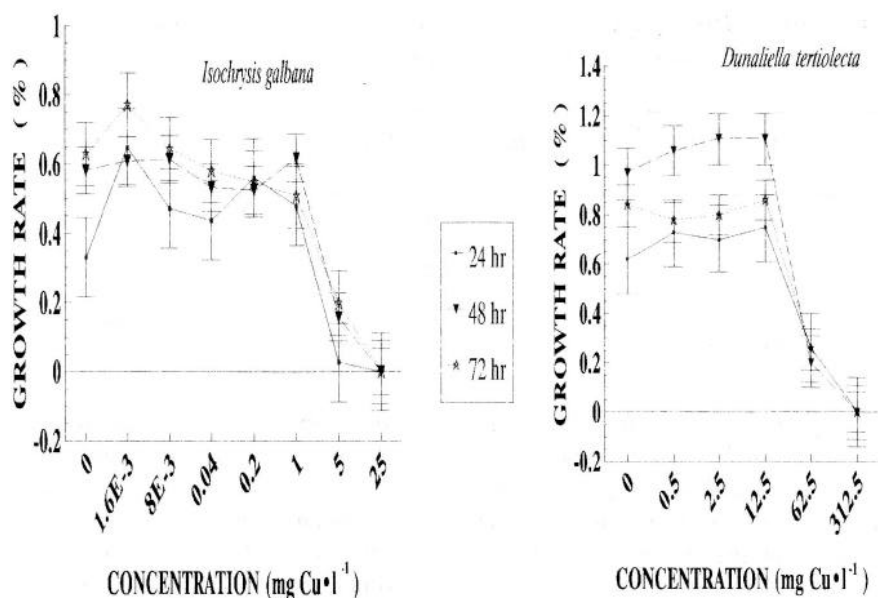 Isochrysis galbana
GROWTH RATE ( % )
1
0.8
0.6
0.4
0.2
0
-0.2
0
1.6E-3
8E-3
0.04
0.2
1
5
25
CONCENTRATION (mg Cu•l⁻¹)
24 hr
48 hr
72 hr
Dunaliella tertiolecta
GROWTH RATE ( % )
1.4
1.2
1
0.8
0.6
0.4
0.2
0
-0.2
0
0.5
2.5
12.5
62.5
312.5
CONCENTRATION (mg Cu•l⁻¹)